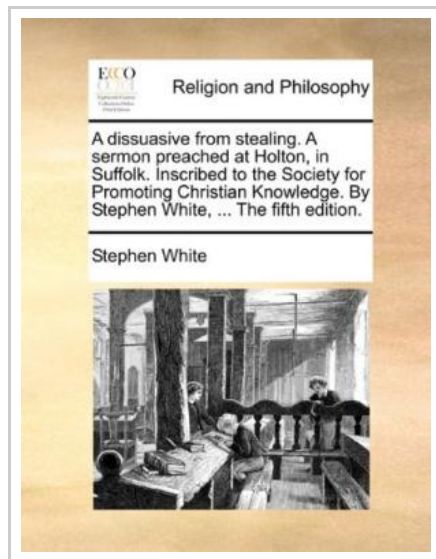 ECCO
Religion and Philosophy
A dissuasive from stealing. A
sermon preached at Holton, in
Suffolk. Inscribed to the Society for
Promoting Christian Knowledge. By
Stephen White, ... The fifth edition.
Stephen White